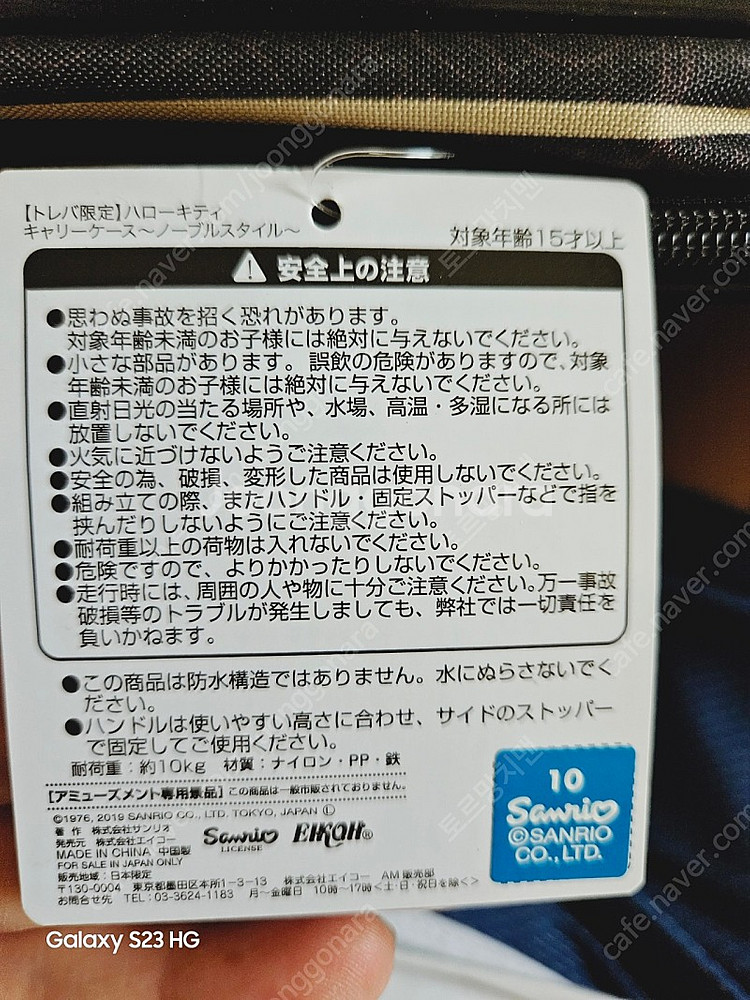 【トレバ限定】ハローキティ
キャリーケース〜ノーブルスタイル〜
対象年齢15才以上
安全上の注意
●思わぬ事故を招く恐れがあります。
対象年齢未満のお子様には絶対に与えないでください。
●小さな部品があります。誤飲の危険がありますので、対象
年齢未満のお子様には絶対に与えないでください。
●直射日光の当たる場所や、水場、高温・多湿になる所には
放置しないでください。
●火気に近づけないようご注意ください。
●安全の為、破損、変形した商品は使用しないでください。
●組み立ての際、またハンドル・固定ストッパーなどで指を
挟んだりしないようにご注意ください。
●耐荷重以上の荷物は入れないでください。
●危険ですので、よりかかったりしないでください。
●走行時には、周囲の人や物に十分ご注意ください。万一事故
破損等のトラブルが発生しましても、弊社では一切責任を
負いかねます。
●この商品は防水構造ではありません。水にぬらさないでく
ださい。
●ハンドルは使いやすい高さに合わせ、サイドのストッパー
で固定してご使用ください。
耐荷重：約10kg 材質：ナイロン・PP・鉄
【アミューズメント専用景品】この商品は一般市販されておりません。
©1976, 2019 SANRIO CO., LTD. TOKYO, JAPAN Ⓛ
著作 株式会社サンリオ
発売元 株式会社エイコー
MADE IN CHINA 中国製
FOR SALE IN JAPAN ONLY
販売地域：日本限定
Sanrio
LICENSE
EIKOH®
〒130-0004 東京都墨田区本所1-3-13 株式会社エイコー AM販売部
お問合せ先 TEL：03-3624-1183 月〜金曜日 10時〜17時<土・日・祝日を除く>
10
Sanrio
©SANRIO
CO., LTD.
Galaxy S23 HG
cafe.naver.com/joonggonara
토르망치맨
joonggonara